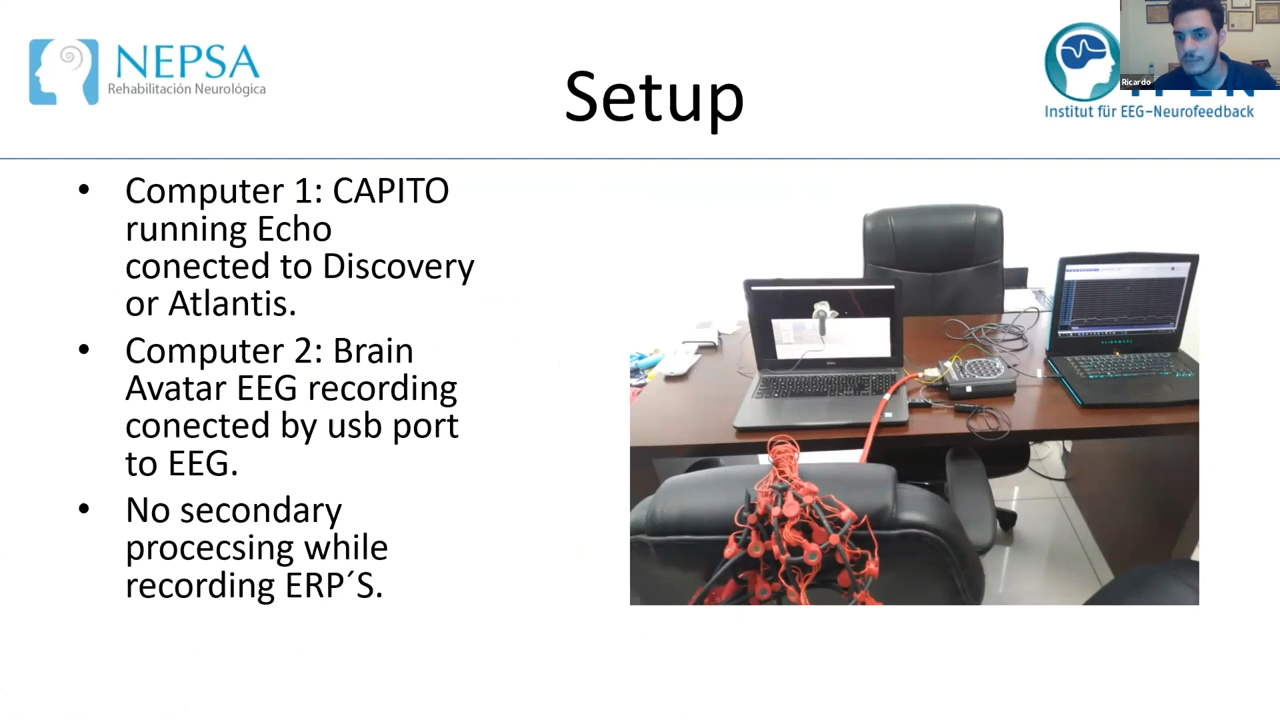 NEPSA
Rehabilitación Neurológica
Setup
Ricardo
Institut für EEG-Neurofeedback
• Computer 1: CAPITO
running Echo
conected to Discovery
or Atlantis.
• Computer 2: Brain
Avatar EEG recording
conected by usb port
to EEG.
• No secondary
procecsing while
recording ERP´S.